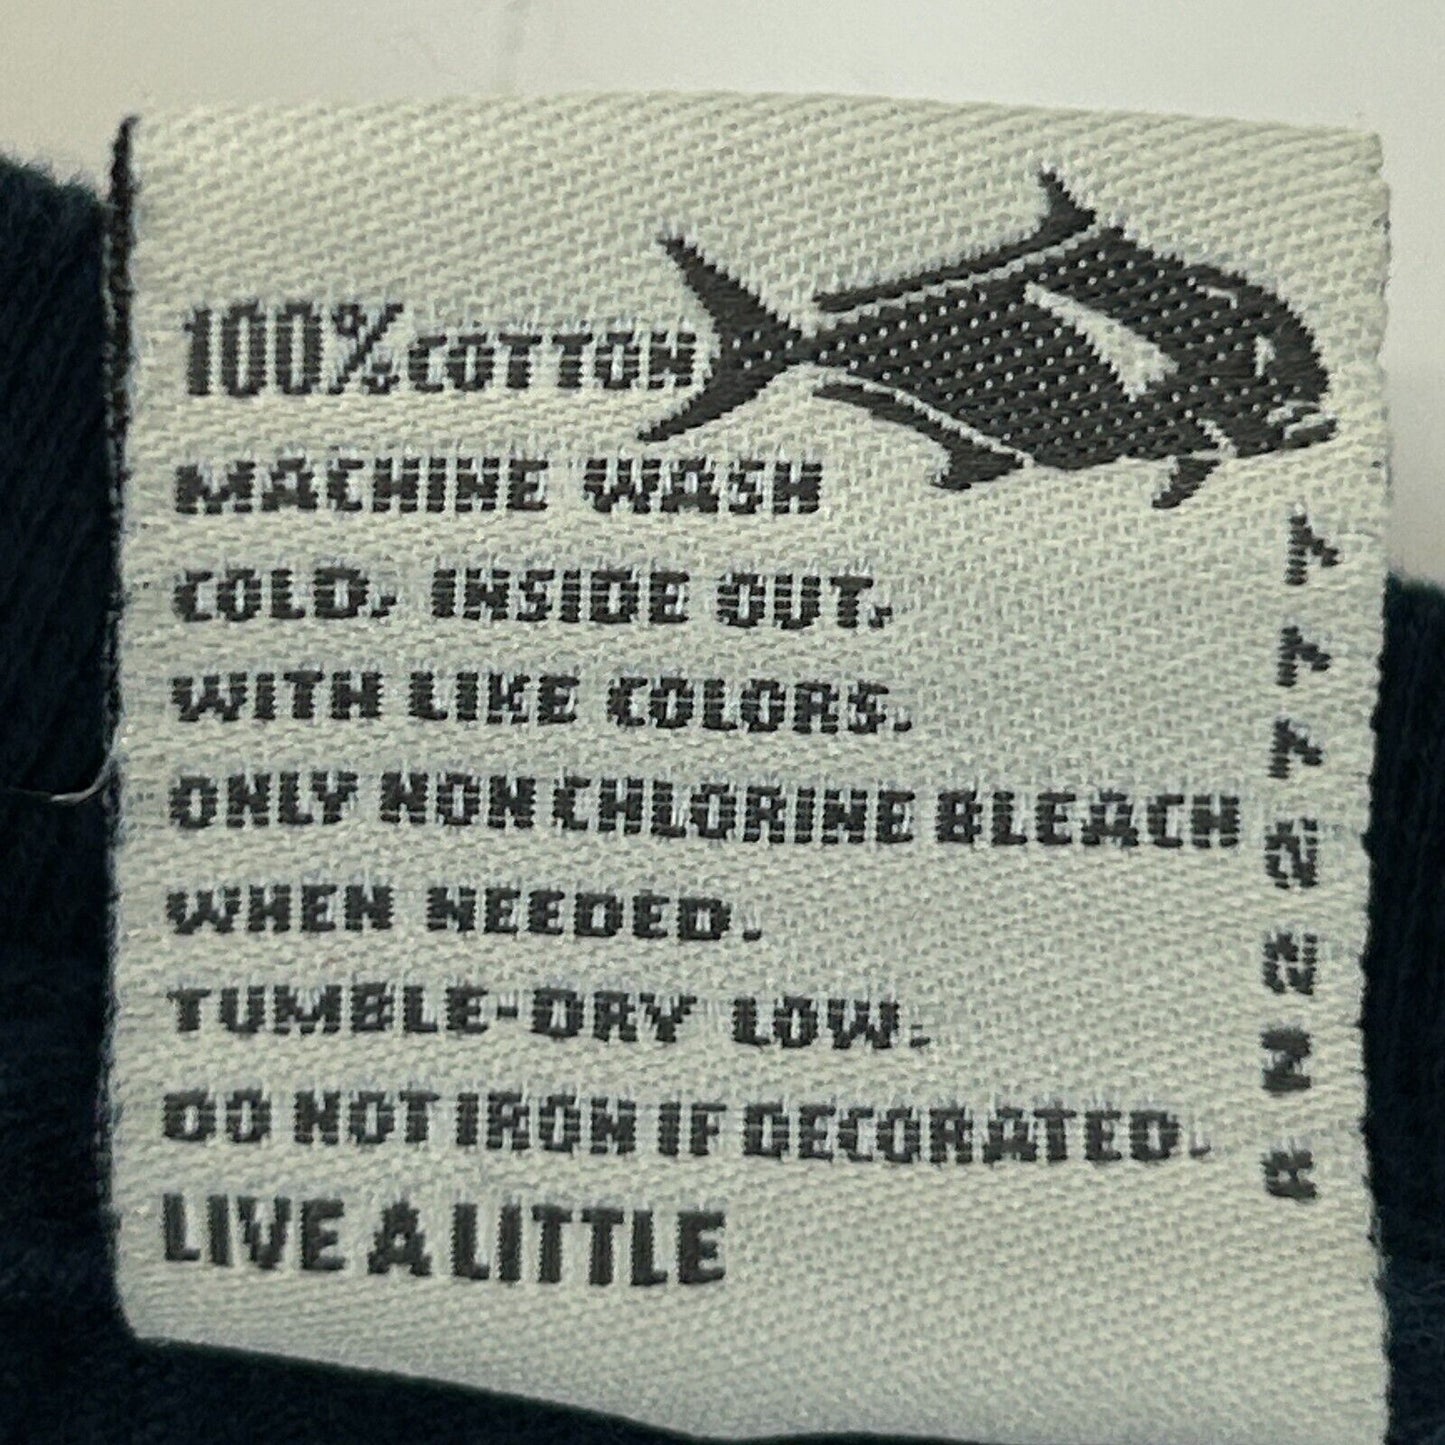 100% COTTON
MACHINE WASH
COLD, INSIDE OUT,
WITH LIKE COLORS.
ONLY NON CHLORINE BLEACH
WHEN NEEDED.
TUMBLE-DRY LOW.
DO NOT IRON IF DECORATED.
LIVE A LITTLE
RN22777